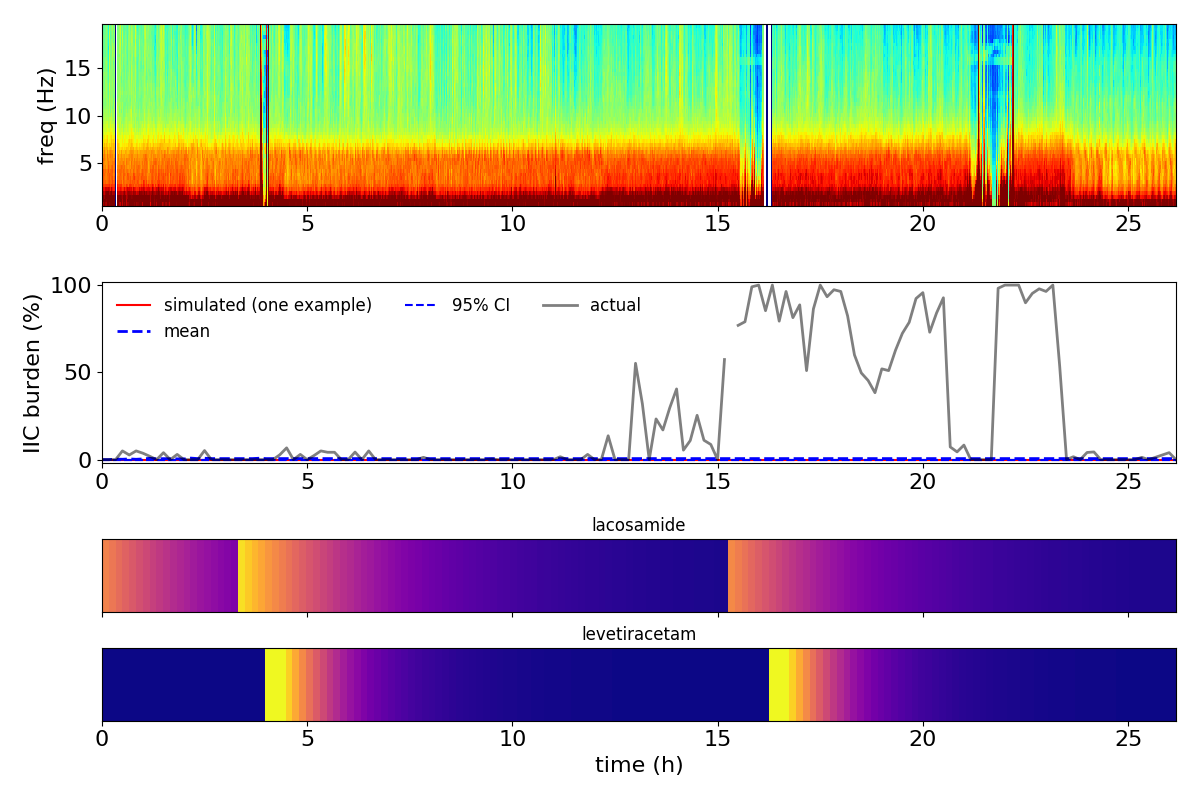 freq (Hz)
15
10
5
0 5 10 15 20 25
IIC burden (%)
100
50
0
simulated (one example) 95% CI actual
mean
0 5 10 15 20 25
lacosamide
levetiracetam
0 5 10 15 20 25
time (h)